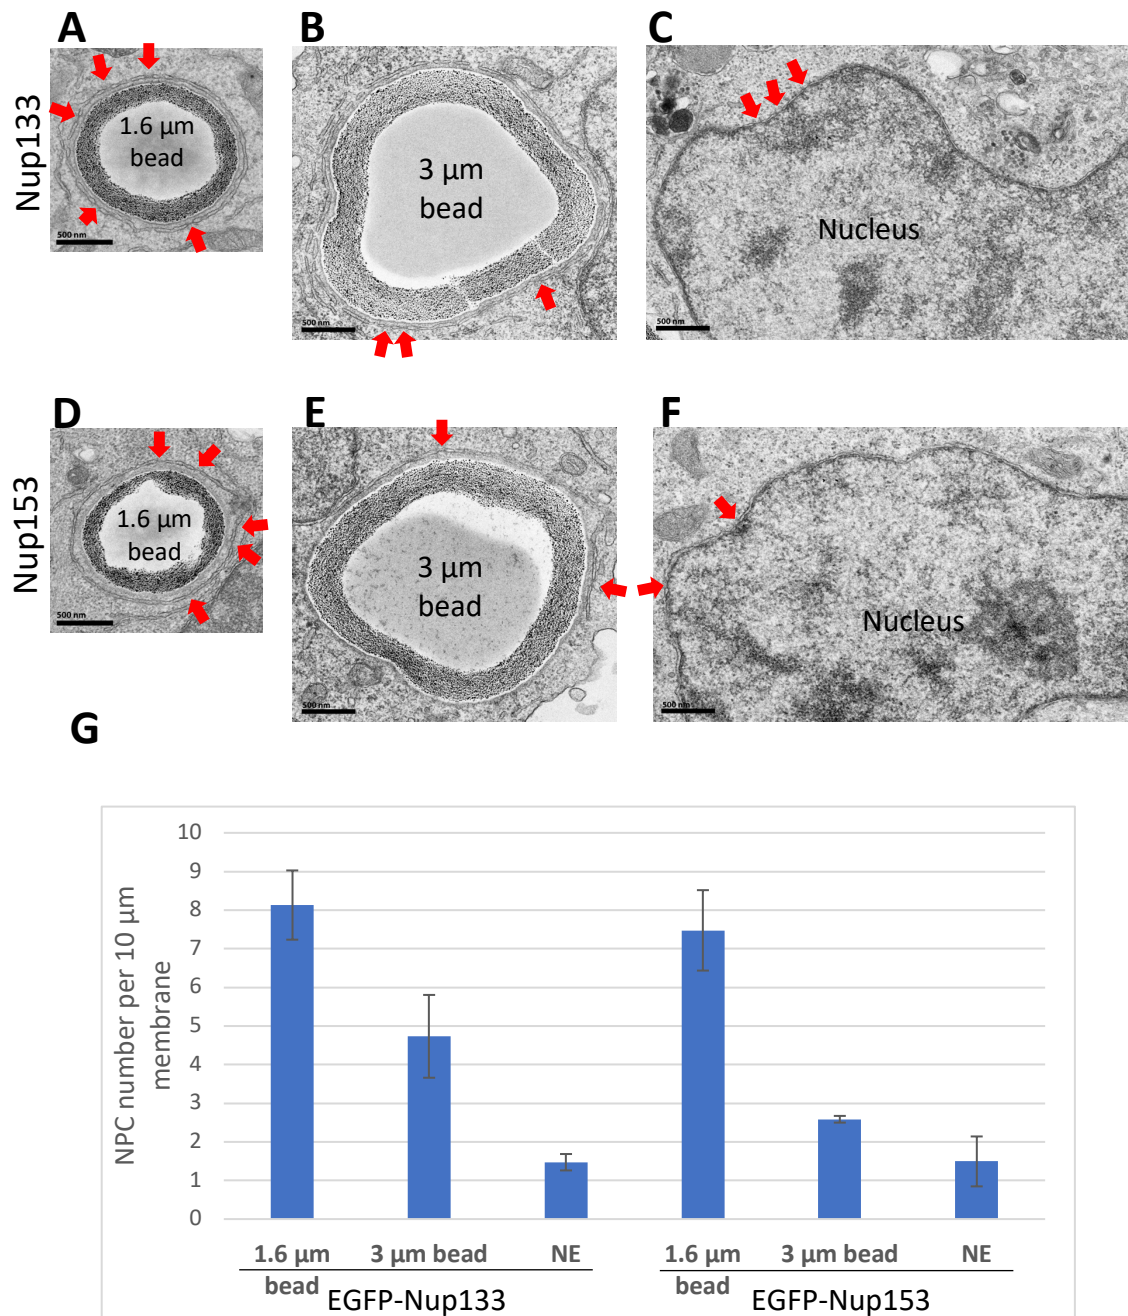 A
B
C
Nup133
1.6 µm
bead
500 nm
3 µm
bead
500 nm
Nucleus
500 nm
D
E
F
Nup153
1.6 µm
bead
500 nm
3 µm
bead
500 nm
Nucleus
500 nm
G
NPC number per 10 µm
membrane
10
9
8
7
6
5
4
3
2
1
0
1.6 µm
bead
3 µm bead
NE
1.6 µm
bead
3 µm bead
NE
EGFP-Nup133
EGFP-Nup153